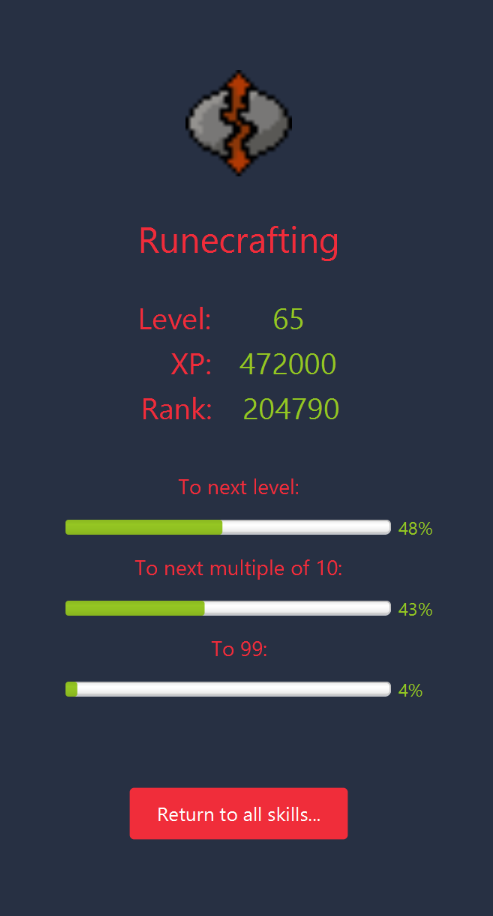 Runecrafting
Level: 65
XP: 472000
Rank: 204790
To next level:
48%
To next multiple of 10:
43%
To 99:
4%
Return to all skills...